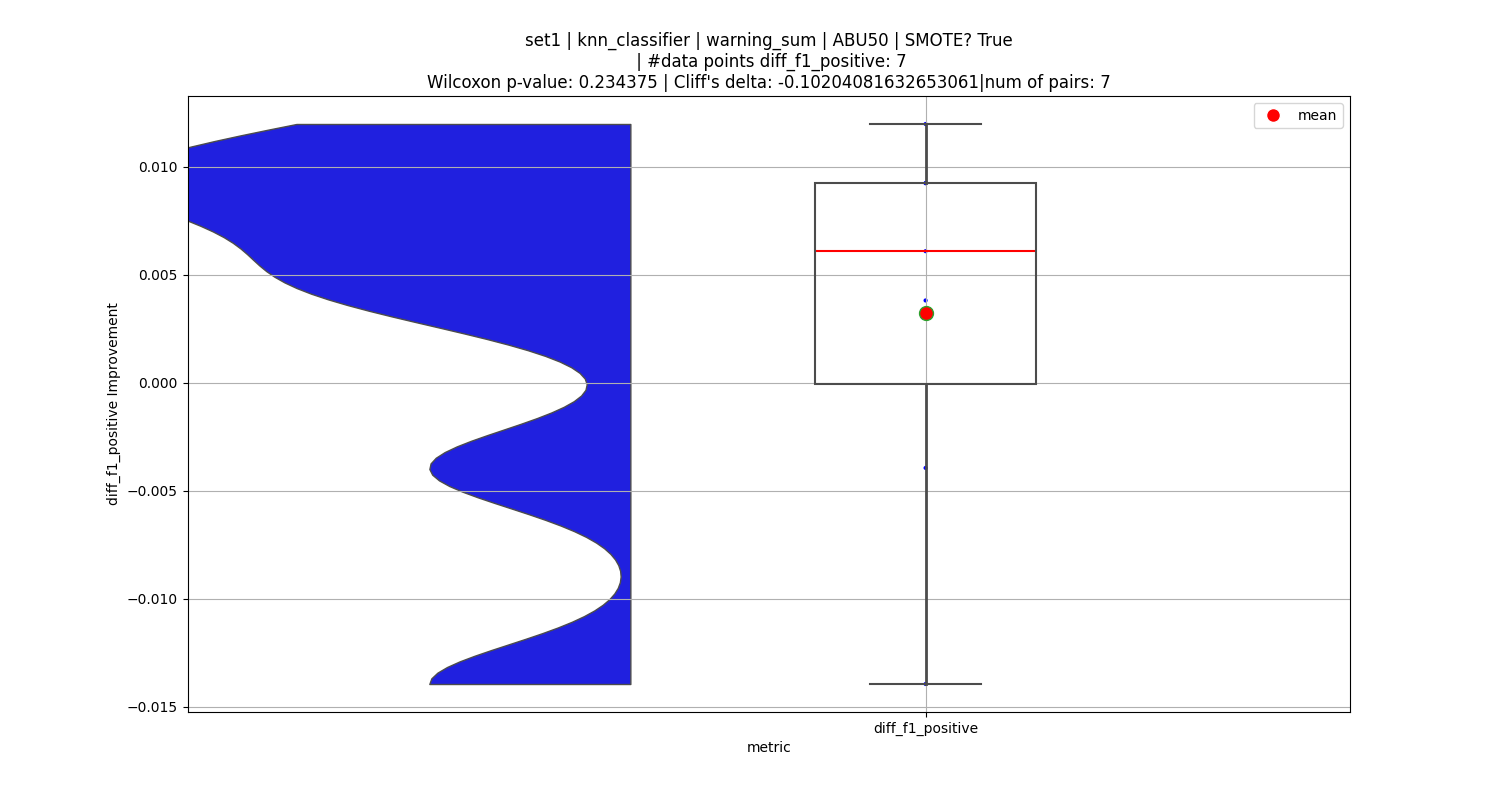 set1 | knn_classifier | warning_sum | ABU50 | SMOTE? True
| #data points diff_f1_positive: 7
Wilcoxon p-value: 0.234375 | Cliff's delta: -0.10204081632653061|num of pairs: 7
mean
0.010
0.005
0.000
−0.005
−0.010
−0.015
diff_f1_positive Improvement
diff_f1_positive
metric